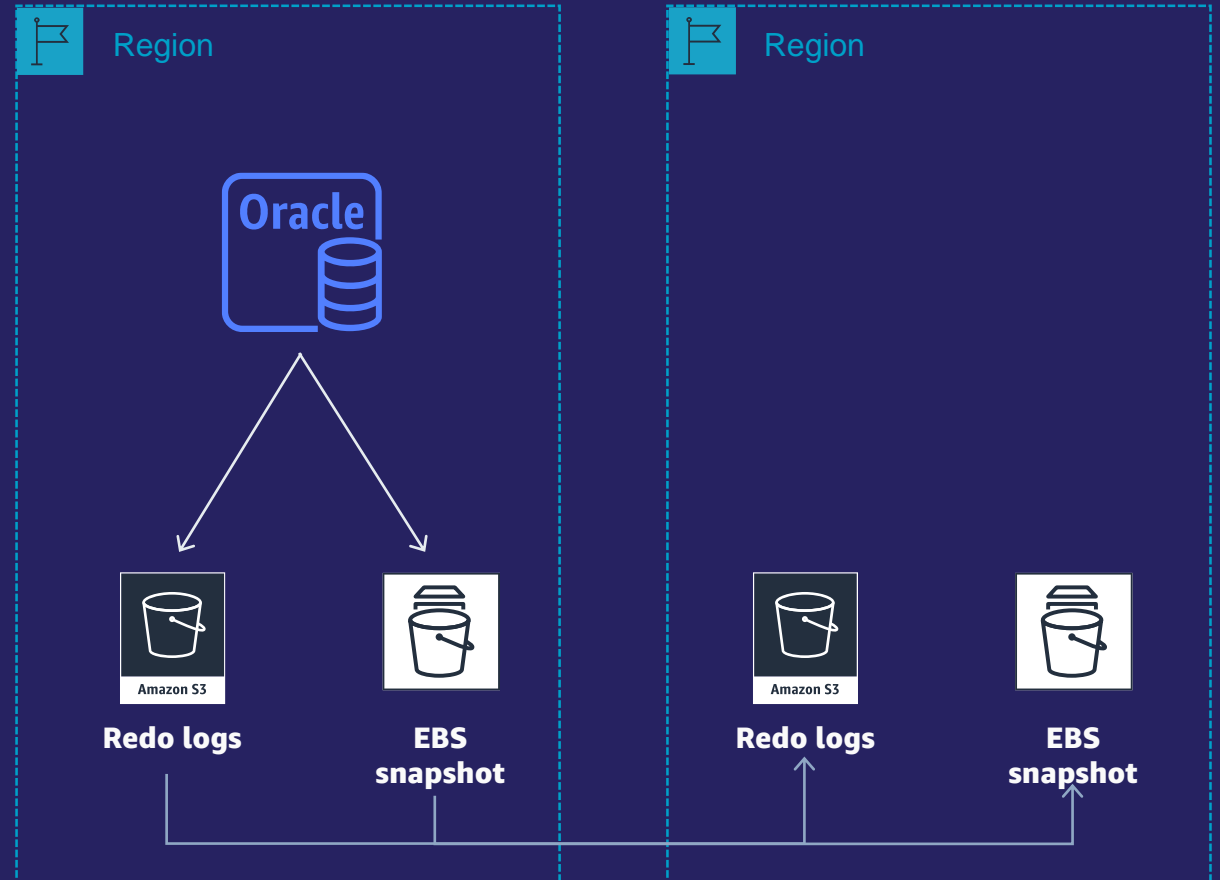 Region
Region
Oracle
Amazon S3
Redo logs
EBS
snapshot
Amazon S3
Redo logs
EBS
snapshot